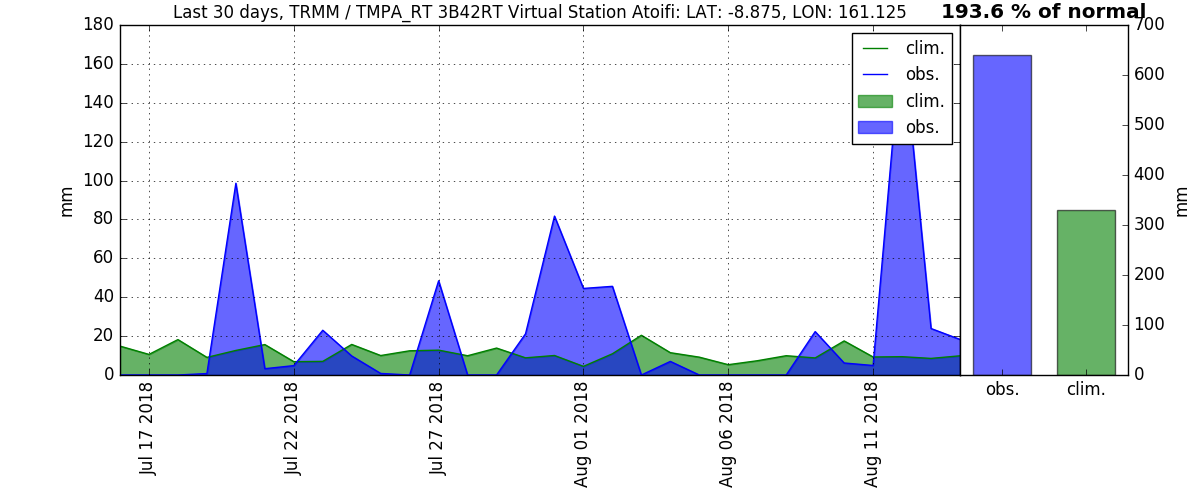 Last 30 days, TRMM / TMPA_RT 3B42RT Virtual Station Atoifi: LAT: -8.875, LON: 161.125
193.6 % of normal
180
160
140
120
100
80
60
40
20
0
mm
clim.
obs.
clim.
obs.
Jul 17 2018
Jul 22 2018
Jul 27 2018
Aug 01 2018
Aug 06 2018
Aug 11 2018
700
600
500
400
300
200
100
0
mm
obs.
clim.